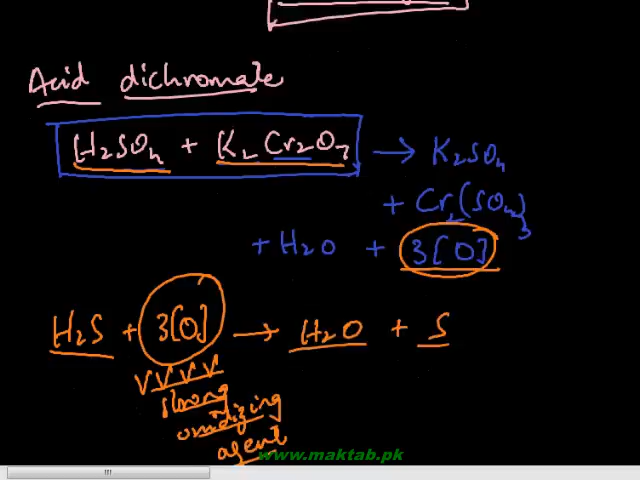 Acid dichromate
H₂SO₄ + K₂Cr₂O₇ → K₂SO₄
+ Cr₂(SO₄)₃
+ H₂O + 3[O]
H₂S + 3[O] → H₂O + S
VVVV
strong
oxidizing
agent
www.maktab.pk